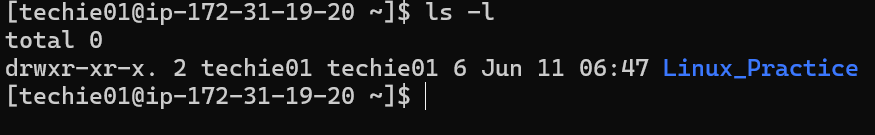 [techie01@ip-172-31-19-20 ~]$ ls -l
total 0
drwxr-xr-x. 2 techie01 techie01 6 Jun 11 06:47 Linux_Practice
[techie01@ip-172-31-19-20 ~]$